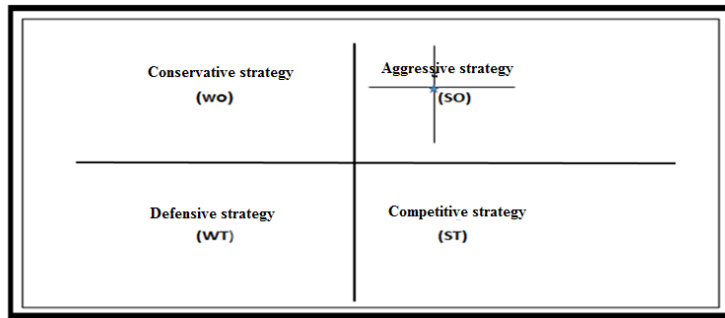 Conservative strategy
(WO)
Aggressive strategy
(SO)
Defensive strategy
(WT)
Competitive strategy
(ST)